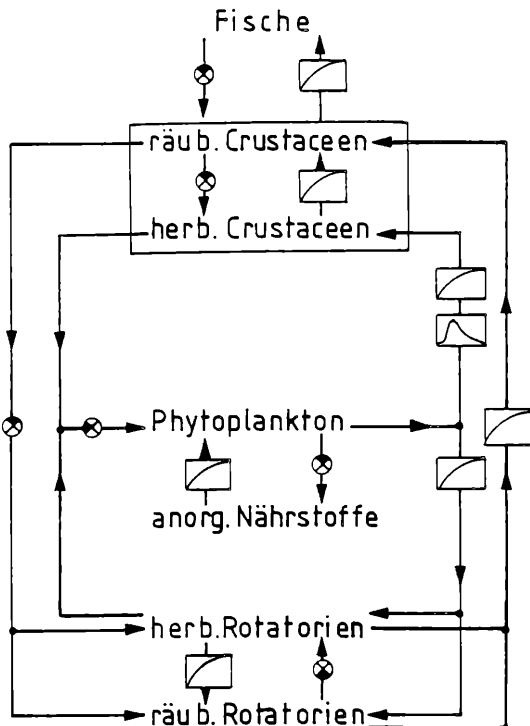 Fische
räub. Crustaceen
herb. Crustaceen
Phytoplankton
anorg. Nährstoffe
herb. Rotatorien
räub. Rotatorien